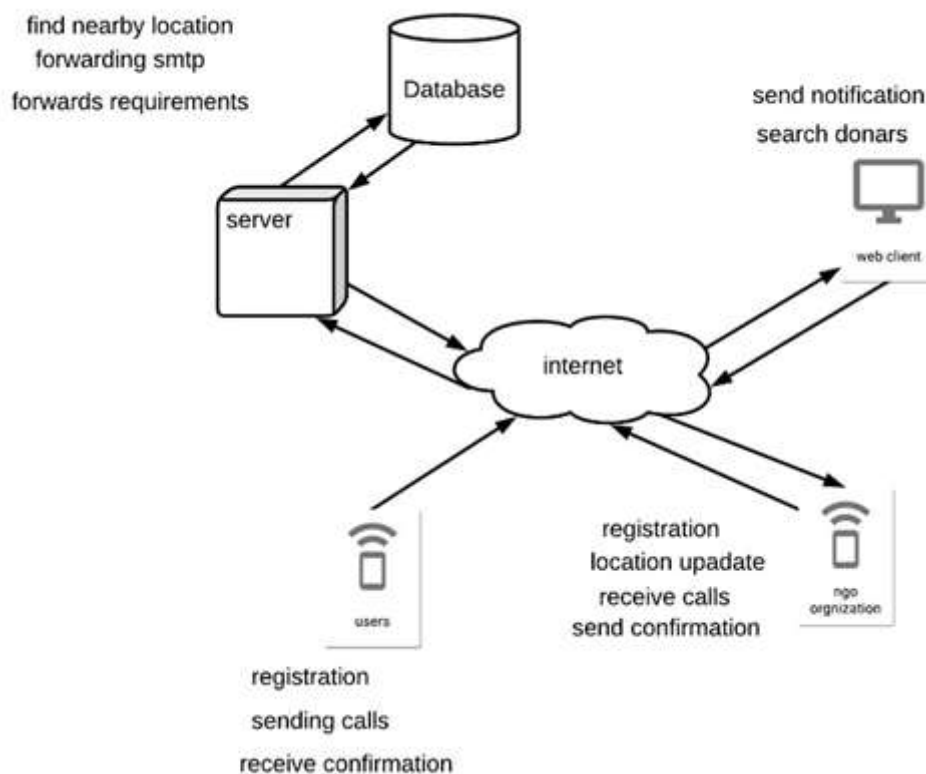 find nearby location
forwarding smtp
forwards requirements
Database
send notification
search donars
server
web client
internet
registration
location upadate
receive calls
send confirmation
ngo
orgnization
users
registration
sending calls
receive confirmation